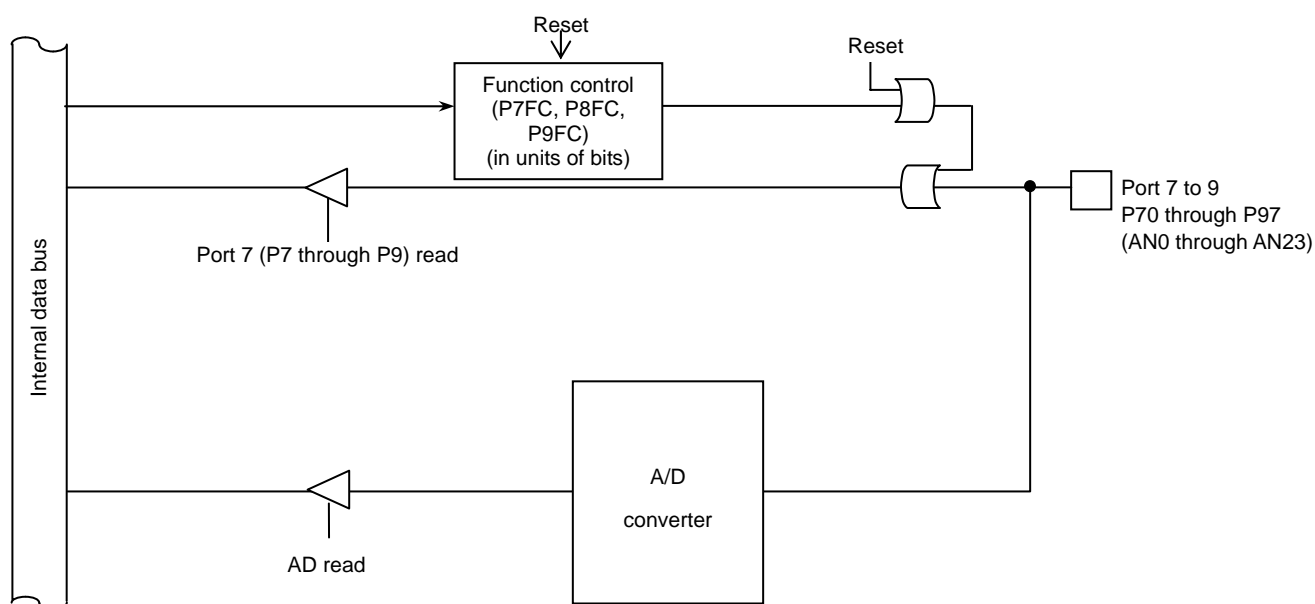 Reset
Reset
Function control
(P7FC, P8FC,
P9FC)
(in units of bits)
Port 7 to 9
P70 through P97
(AN0 through AN23)
Port 7 (P7 through P9) read
Internal data bus
A/D
converter
AD read